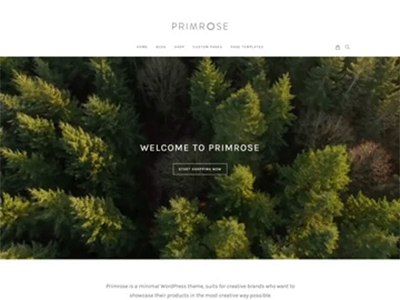 PRIMROSE
HOME BLOG SHOP CUSTOM PAGES PAGE TEMPLATES
WELCOME TO PRIMROSE
START SHOPPING NOW
Primrose is a minimal WordPress theme, suits for creative brands who want to
showcase their products in the most creative way possible.